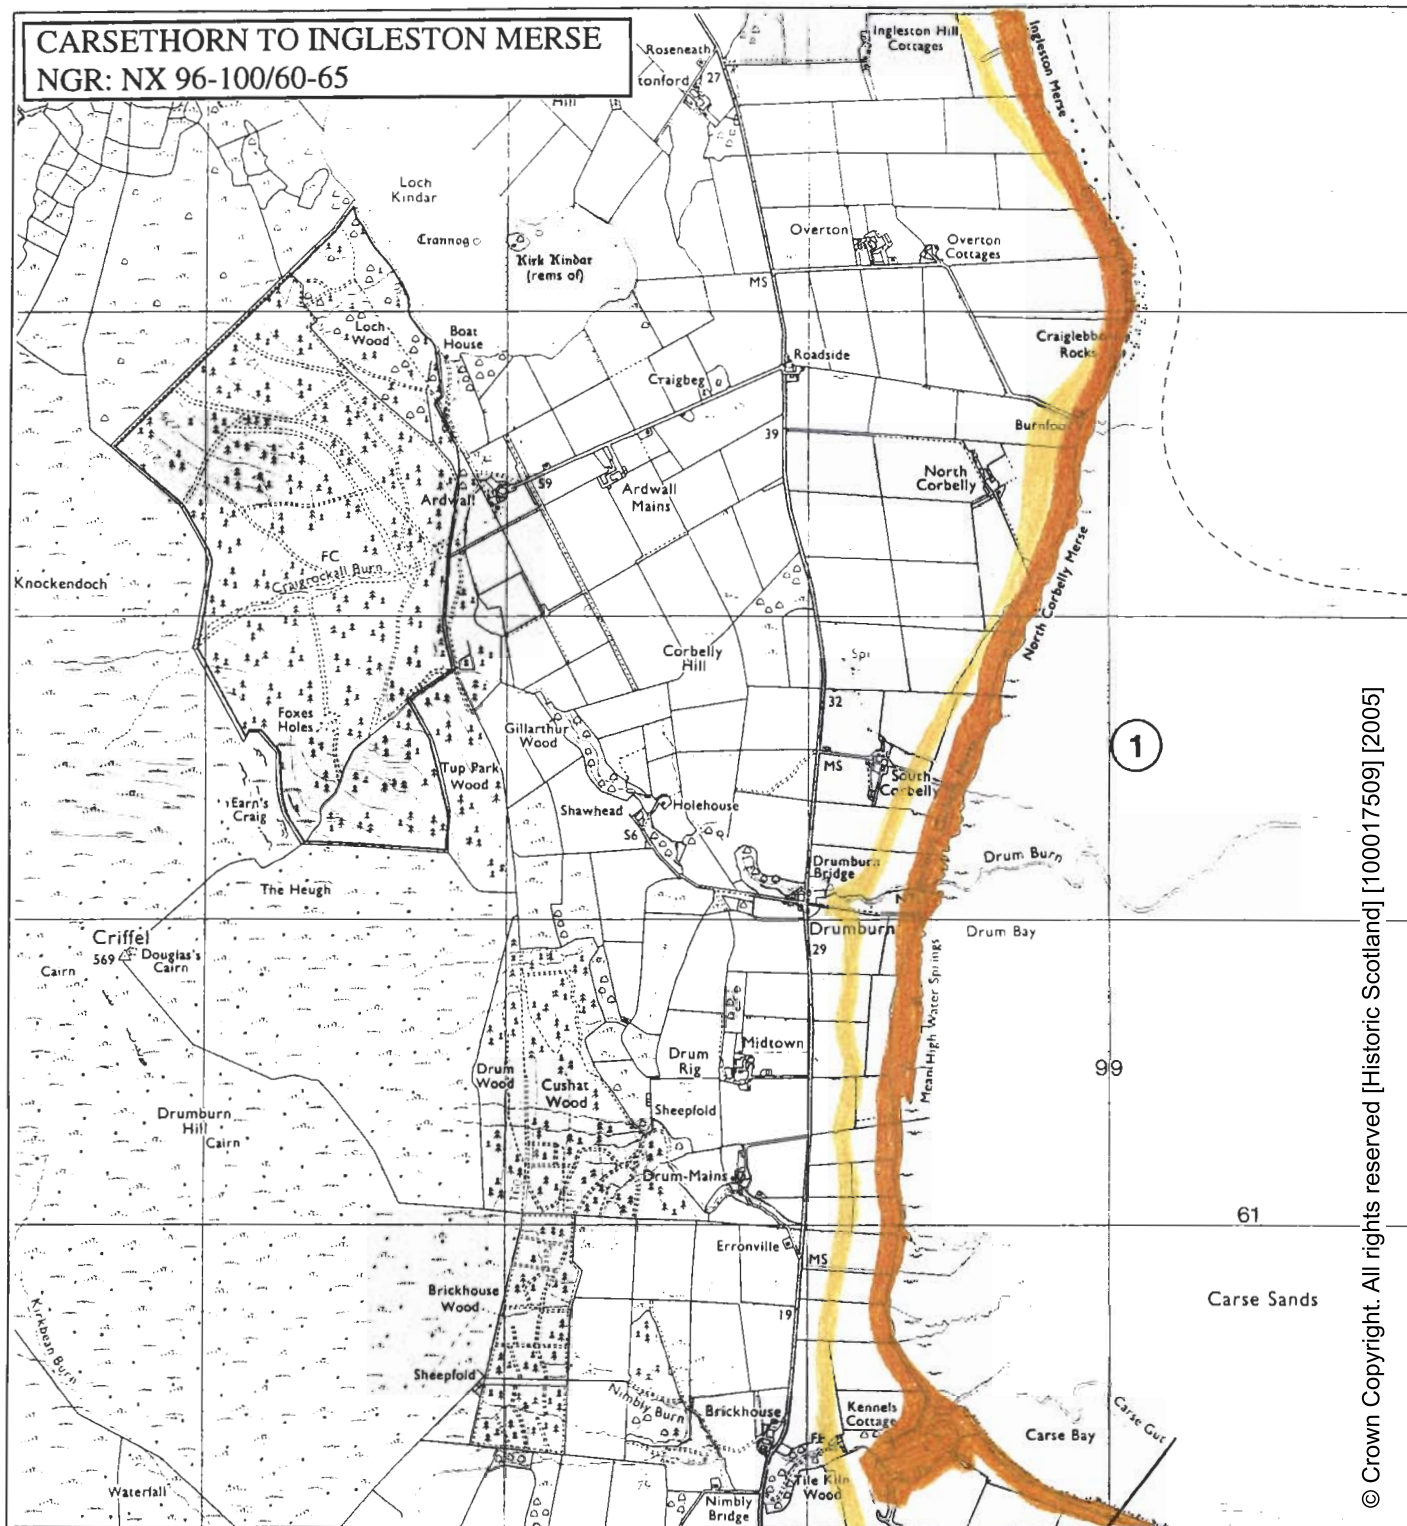 CARSETHORN TO INGLESTON MERSE
NGR: NX 96-100/60-65
Roseneath
tonford
27
Ingleston Hill
Cottages
Ingleston Merse
Hill
Loch
Kindar
Crannog
Kirk Kindar
(rems of)
Overton
Overton
Cottages
MS
Loch
Wood
Boat
House
Craigbeg
Roadside
Rocks
39
North
Corbelly
Ardwall
59
Ardwall
Mains
FC
Craigrockall Burn
Knockendoch
North Corbelly Merse
Corbelly
Hill
Spr
32
Foxes
Holes
Gillarthur
Wood
1
Tup Park
Wood
MS
South
Corbelly
Earn's
Craig
Shawhead
Holehouse
56
Drumburn
Bridge
Drum Burn
The Heugh
Criffel
569
Douglas's
Cairn
Cairn
Drumburn
29
Drum Bay
Mean High Water Springs
Drum
Rig
Midtown
99
Drum
Wood
Cushat
Wood
Sheepfold
Drumburn
Hill
Cairn
Drum-Mains
61
Erronville
MS
Brickhouse
Wood
19
Carse Sands
Kirkbean Burn
Sheepfold
Nimbly Burn
Brickhouse
Kennels
Cottage
Carse Bay
Carse Gut
Tile Kiln
Wood
Waterfall
Nimbly
Bridge
© Crown Copyright. All rights reserved [Historic Scotland] [100017509] [2005]